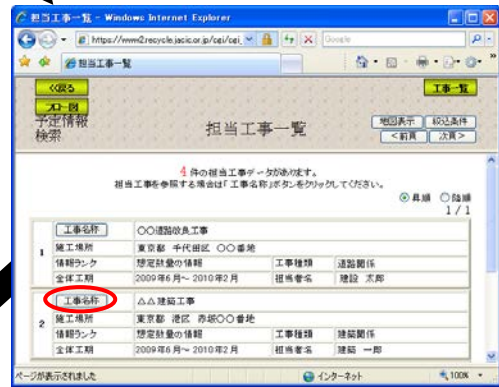 担当工事一覧 - Windows Internet Explorer
https://www2.recycle.jacic.or.jp/cgi/cgi_
Google
担当工事一覧
<<戻る
工事一覧
フロー図
予定情報
検索
担当工事一覧
地図表示 絞込条件
<前頁 次頁>
4 件の担当工事データがあります。
担当工事を参照する場合は「工事名称」ボタンをクリックしてください。
昇順 降順
1 / 1
工事名称 〇〇道路改良工事
1 施工場所 東京都 千代田区 〇〇番地
情報ランク 想定数量の情報 工事種類 道路関係
全体工期 2009年6月～2010年2月 担当者名 建設 太郎
工事名称 △△建築工事
2 施工場所 東京都 港区 赤坂〇〇番地
情報ランク 想定数量の情報 工事種類 建築関係
全体工期 2009年6月～2010年2月 担当者名 建築 一郎
ページが表示されました
インターネット 100%